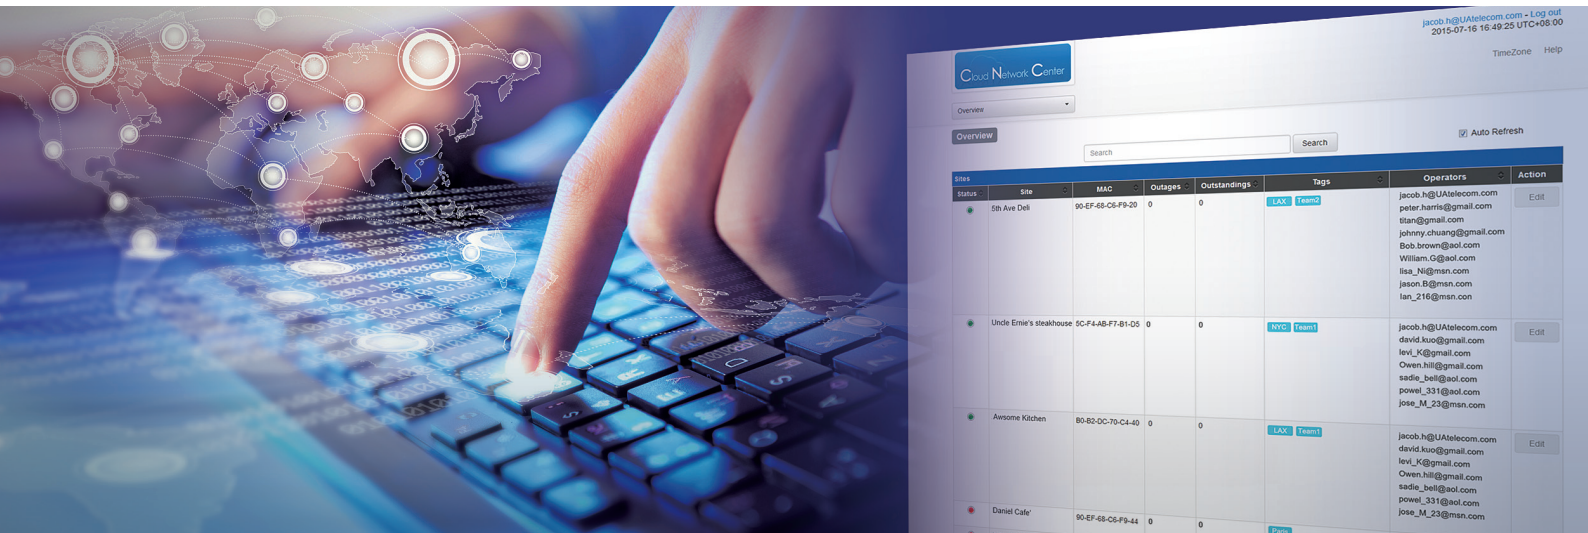 jacob.h@UAtelecom.com - Log out
2015-07-16 16:49:25 UTC+08:00
TimeZone Help
Cloud Network Center
Overview
Overview
Search Search Auto Refresh
Sites
Status Site MAC Outages Outstandings Tags Operators Action
5th Ave Deli 90-EF-68-C6-F9-20 0 0 LAX Team2 jacob.h@UAtelecom.com Edit
peter.harris@gmail.com
titan@gmail.com
johnny.chuang@gmail.com
Bob.brown@aol.com
William.G@aol.com
lisa_Ni@msn.com
jason.B@msn.com
Ian_216@msn.con
Uncle Ernie's steakhouse 5C-F4-AB-F7-B1-D5 0 0 NYC Team1 jacob.h@UAtelecom.com Edit
david.kuo@gmail.com
levi_K@gmail.com
Owen.hill@gmail.com
sadie_bell@aol.com
powel_331@aol.com
jose_M_23@msn.com
Awsome Kitchen B0-B2-DC-70-C4-40 0 0 LAX Team1 jacob.h@UAtelecom.com Edit
david.kuo@gmail.com
levi_K@gmail.com
Owen.hill@gmail.com
sadie_bell@aol.com
powel_331@aol.com
jose_M_23@msn.com
Daniel Cafe' 90-EF-68-C6-F9-44 0 0 Paris